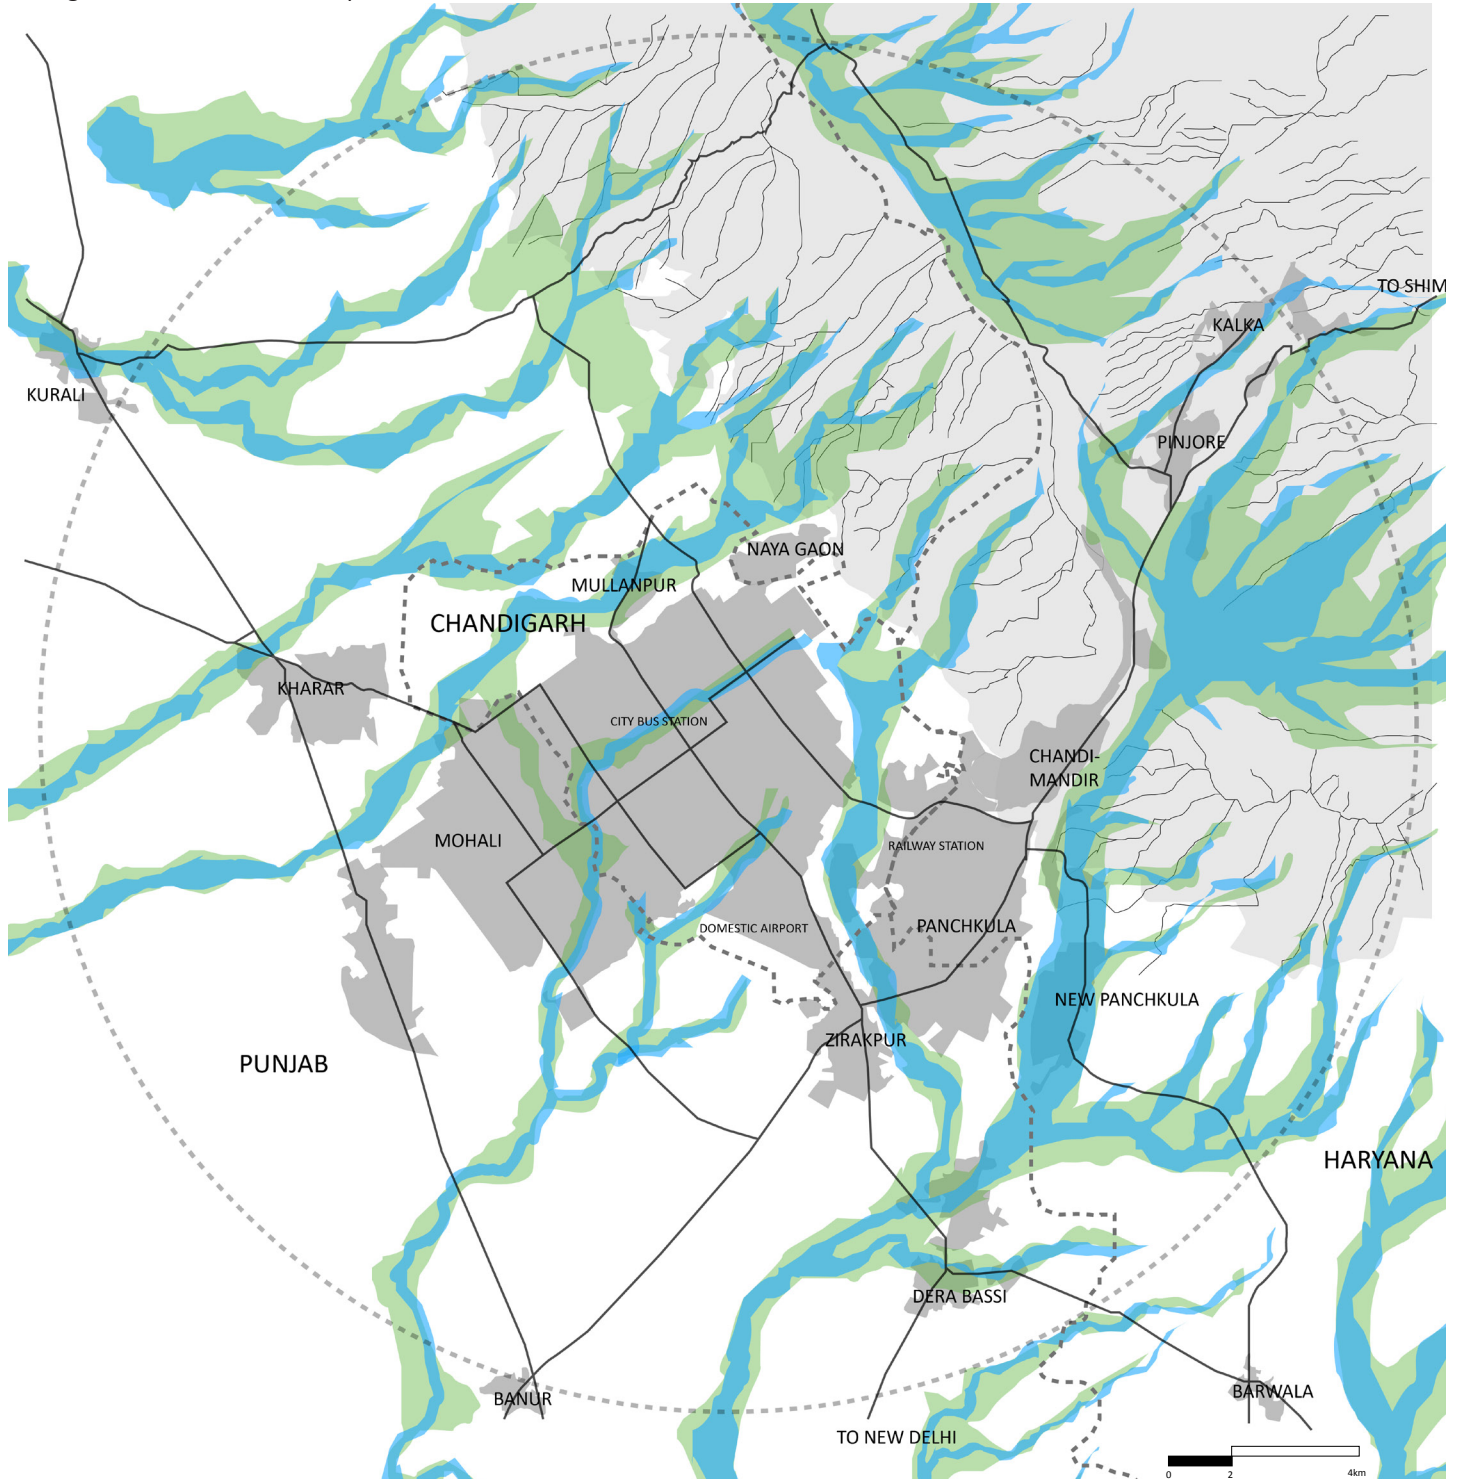 TO SHIM
KALKA
KURALI
PINJORE
NAYA GAON
MULLANPUR
CHANDIGARH
KHARAR
CITY BUS STATION
CHANDI-
MANDIR
MOHALI
RAILWAY STATION
DOMESTIC AIRPORT
PANCHKULA
NEW PANCHKULA
ZIRAKPUR
PUNJAB
HARYANA
DERA BASSI
BANUR
BARWALA
TO NEW DELHI
0 2 4km